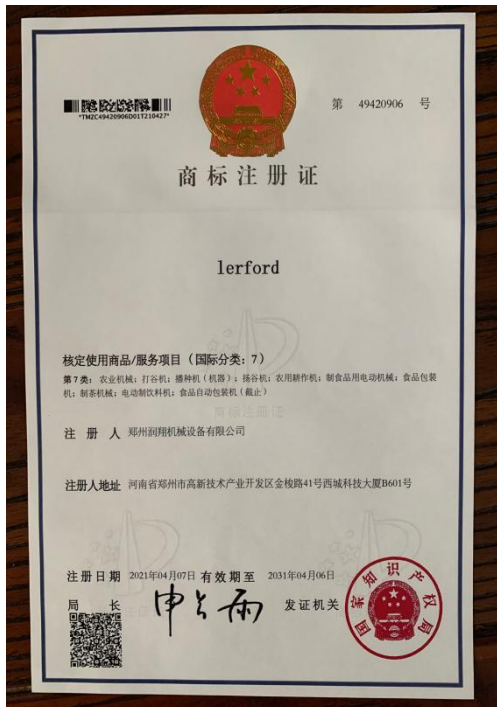 *TMZC49420906D01T210427*
第 49420906 号
商标注册证
lerford
核定使用商品/服务项目（国际分类：7）
第7类：农业机械；打谷机；播种机（机器）；扬谷机；农用耕作机；制食品用电动机械；食品包装
机；制茶机械；电动制饮料机；食品自动包装机（截止）
商标注册证
注册人 郑州润翔机械设备有限公司
注册人地址 河南省郑州市高新技术产业开发区金梭路41号西城科技大厦B601号
注册日期 2021年04月07日 有效期至 2031年04月06日
局长 申长雨 发证机关
国家知识产权局